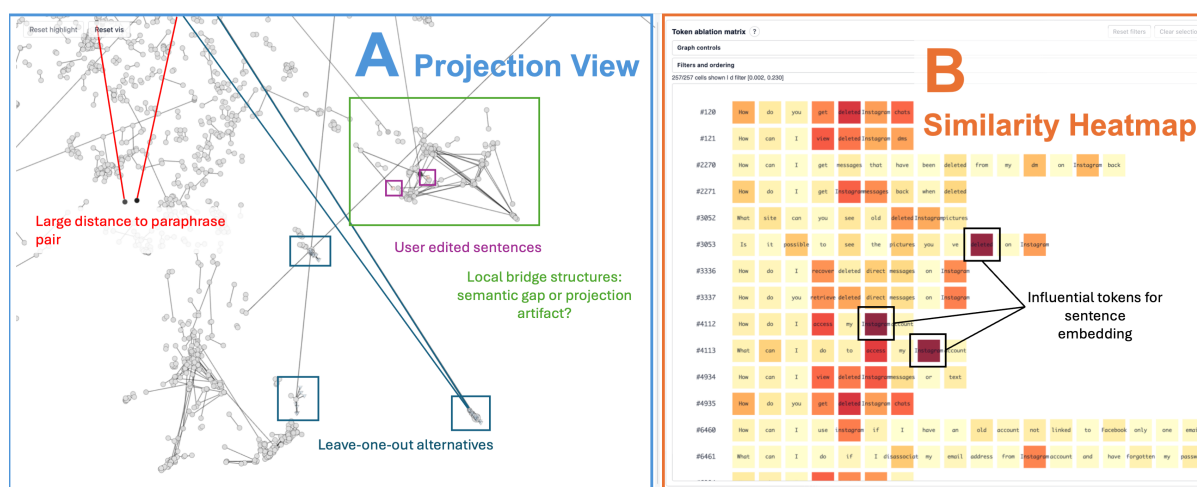 Reset highlight Reset vis
A Projection View
Large distance to paraphrase
pair
User edited sentences
Local bridge structures:
semantic gap or projection
artifact?
Leave-one-out alternatives
Token ablation matrix ?
Reset filters Clear selectio
Graph controls
Filters and ordering
257/257 cells shown I d filter [0.002, 0.230]
B
Similarity Heatmap
#120 How do you get deleted Instagram chats
#121 How can I view deleted Instagram dms
#2270 How can I get messages that have been deleted from my dm on Instagram back
#2271 How do I get Instagram messages back when deleted
#3052 What site can you see old deleted Instagram pictures
#3053 Is it possible to see the pictures you ve deleted on Instagram
#3336 How do I recover deleted direct messages on Instagram
#3337 How do you retrieve deleted direct messages on Instagram
Influential tokens for
sentence
embedding
#4112 How do I access my Instagram account
#4113 What can I do to access my Instagram account
#4934 How can I view deleted Instagram messages or text
#4935 How do you get deleted Instagram chats
#6460 How can I use instagram if I have an old account not linked to Facebook only one emai
#6461 What can I do if I disassociat my email address from Instagram account and have forgotten my passw